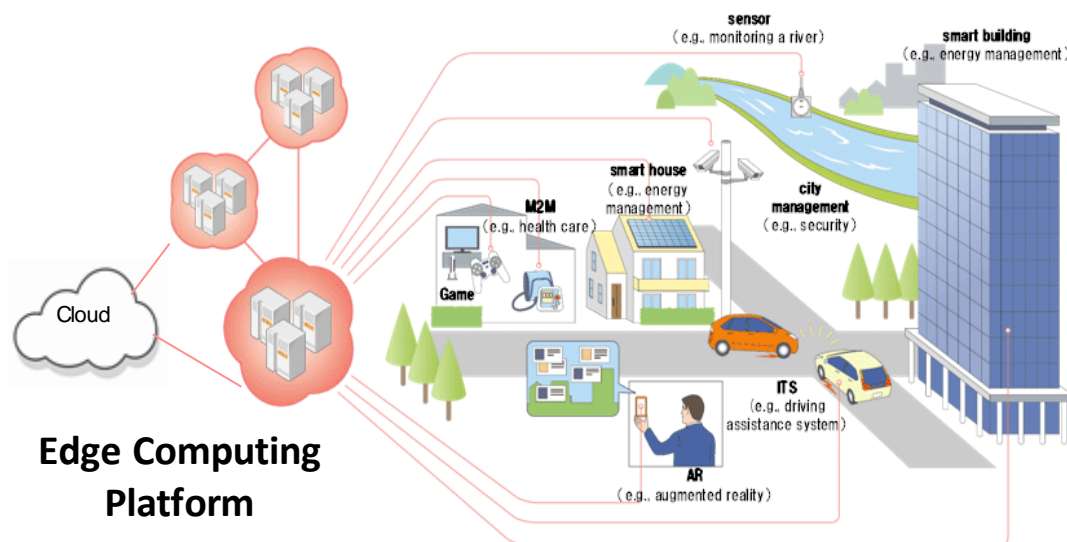 sensor
(e.g., monitoring a river)
smart building
(e.g., energy management)
smart house
(e.g., energy
management)
M2M
(e.g., health care)
city
management
(e.g., security)
Game
Cloud
ITS
(e.g., driving
assistance system)
AR
(e.g., augmented reality)
Edge Computing
Platform